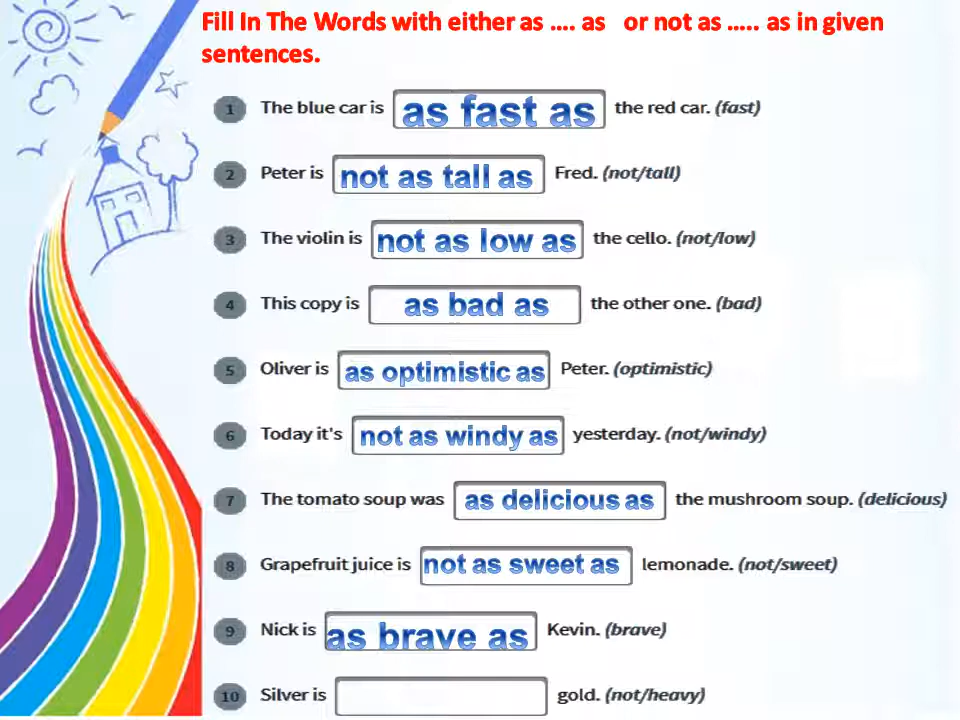 Fill In The Words with either as .... as or not as ..... as in given
sentences.
1 The blue car is as fast as the red car. (fast)
2 Peter is not as tall as Fred. (not/tall)
3 The violin is not as low as the cello. (not/low)
4 This copy is as bad as the other one. (bad)
5 Oliver is as optimistic as Peter. (optimistic)
6 Today it's not as windy as yesterday. (not/windy)
7 The tomato soup was as delicious as the mushroom soup. (delicious)
8 Grapefruit juice is not as sweet as lemonade. (not/sweet)
9 Nick is as brave as Kevin. (brave)
10 Silver is gold. (not/heavy)